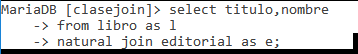 MariaDB [clasejoin]> select titulo,nombre
-> from libro as l
-> natural join editorial as e;